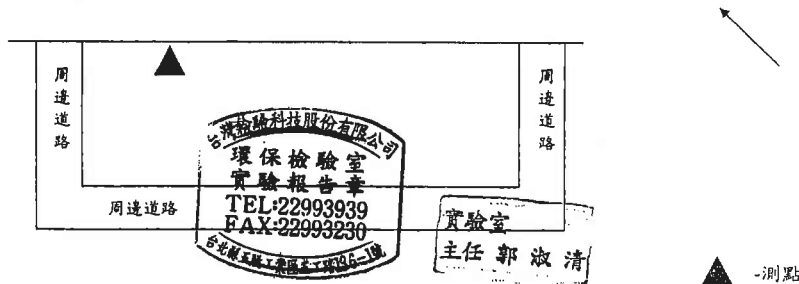 周邊道路
周邊道路
檢驗科技股份有限公司
環保檢驗室
實驗報告章
TEL:22993939
FAX:22993230
周邊道路
實驗室
主任 郭淑清
-測點